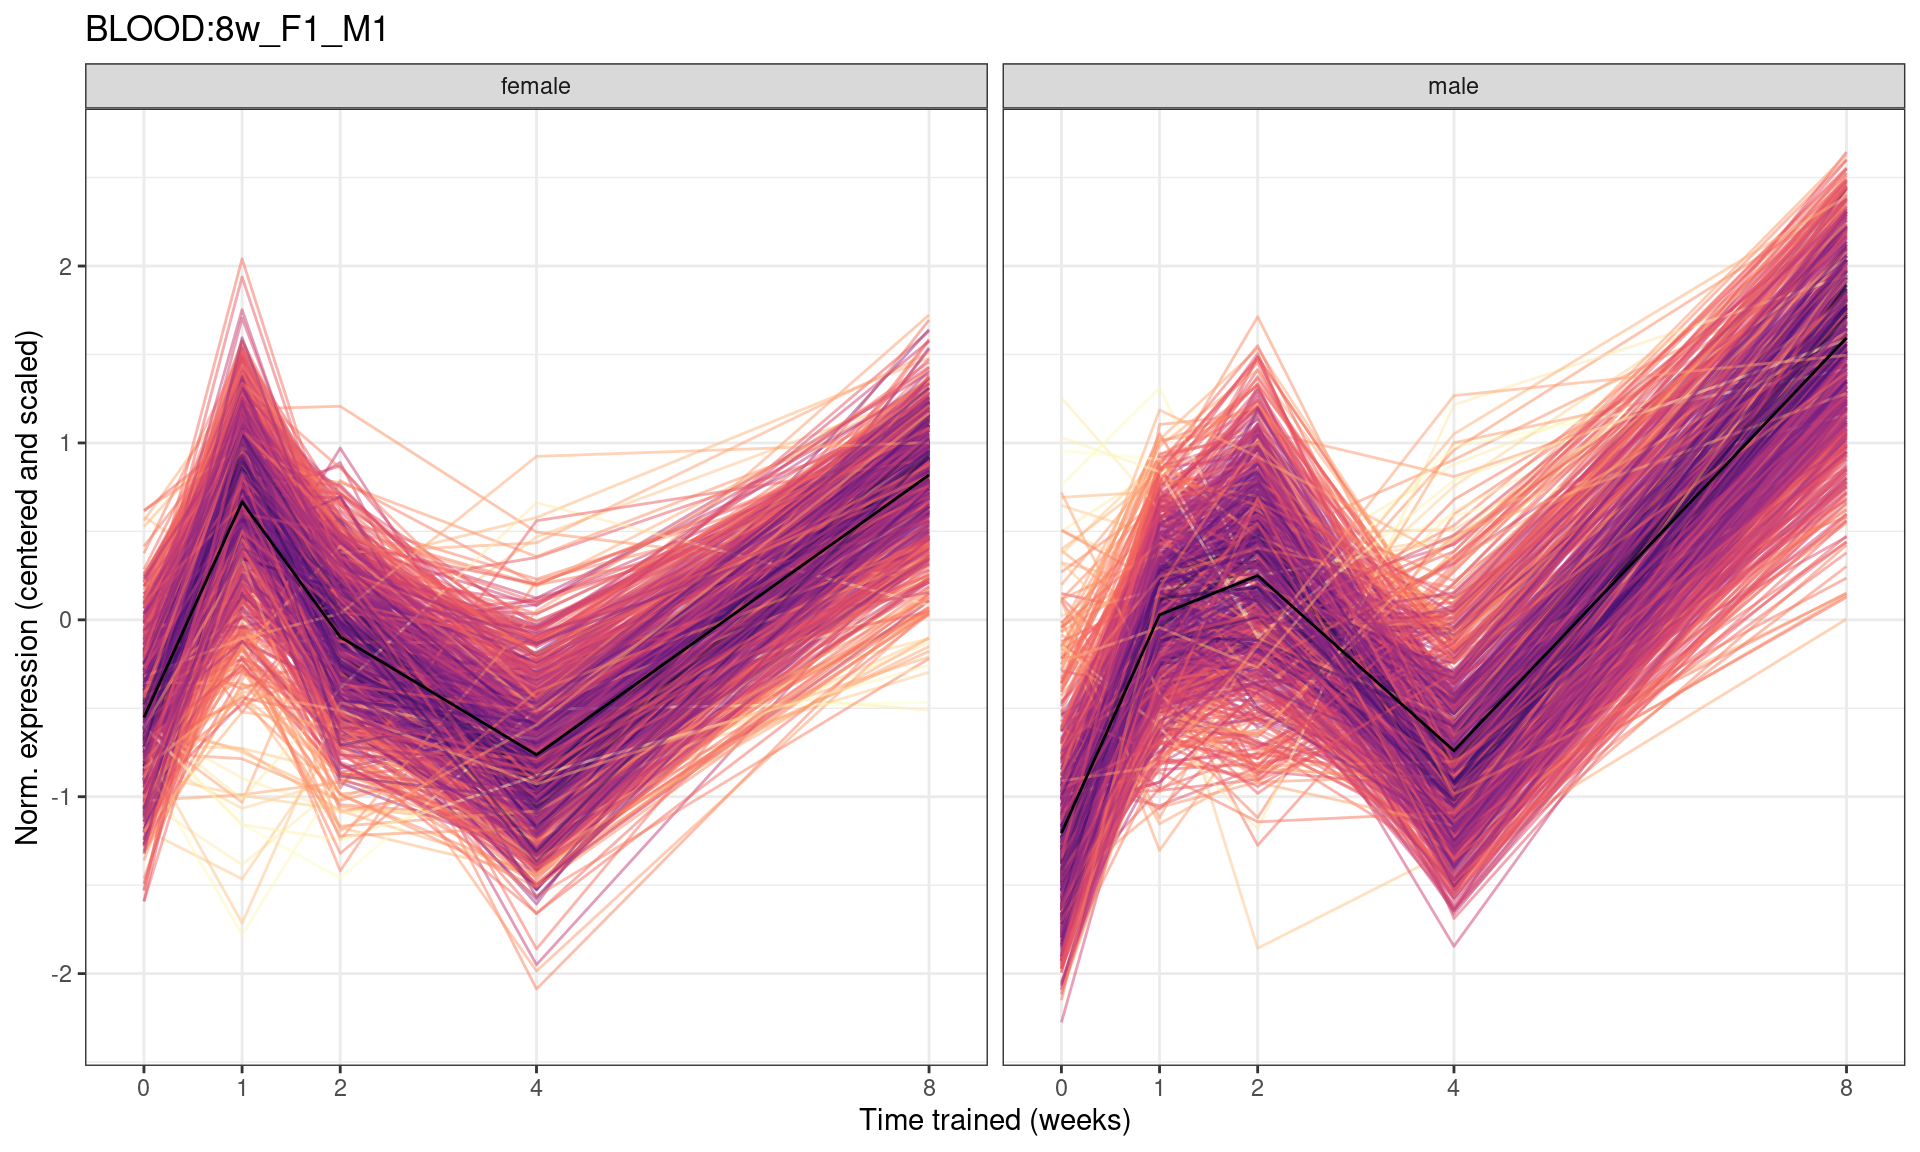 BLOOD:8w_F1_M1
female
male
Norm. expression (centered and scaled)
2
1
0
-1
-2
0 1 2 4 8
0 1 2 4 8
Time trained (weeks)